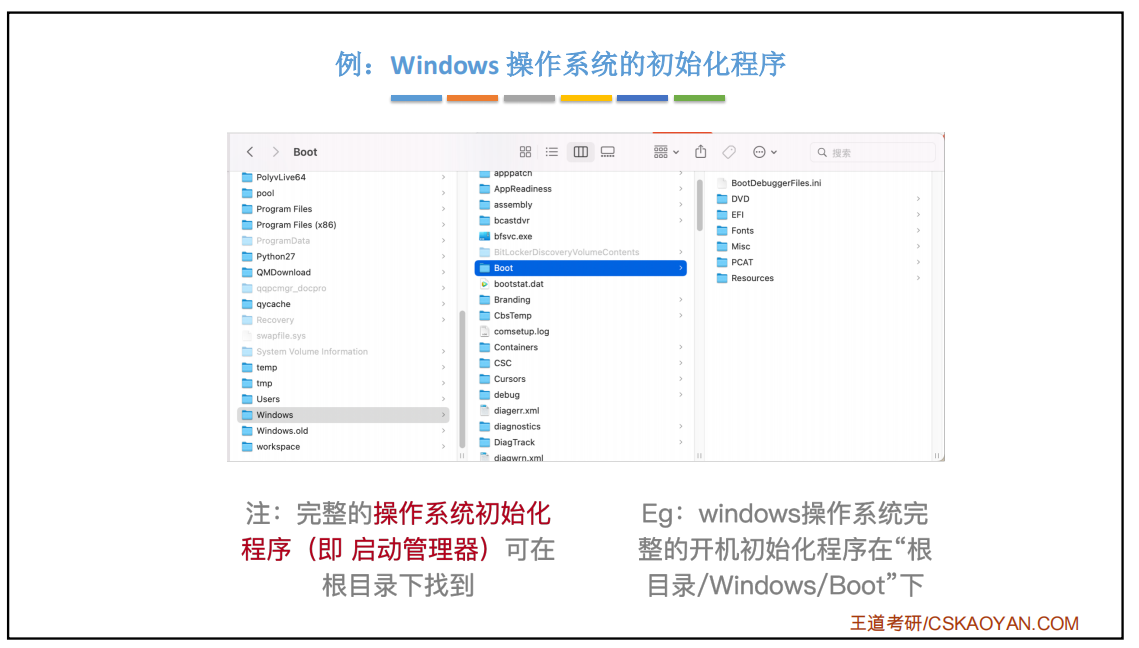 例：Windows 操作系统的初始化程序
Boot
搜索
PolyvLive64
pool
Program Files
Program Files (x86)
ProgramData
Python27
QMDownload
qqpcmgr_docpro
qycache
Recovery
swapfile.sys
System Volume Information
temp
tmp
Users
Windows
Windows.old
workspace
apppatch
AppReadiness
assembly
bcastdvr
bfsvc.exe
BitLockerDiscoveryVolumeContents
Boot
bootstat.dat
Branding
CbsTemp
comsetup.log
Containers
CSC
Cursors
debug
diagerr.xml
diagnostics
DiagTrack
diagwrn.xml
BootDebuggerFiles.ini
DVD
EFI
Fonts
Misc
PCAT
Resources
注：完整的操作系统初始化
程序（即 启动管理器）可在
根目录下找到
Eg：windows操作系统完
整的开机初始化程序在“根
目录/Windows/Boot”下
王道考研/CSKAOYAN.COM